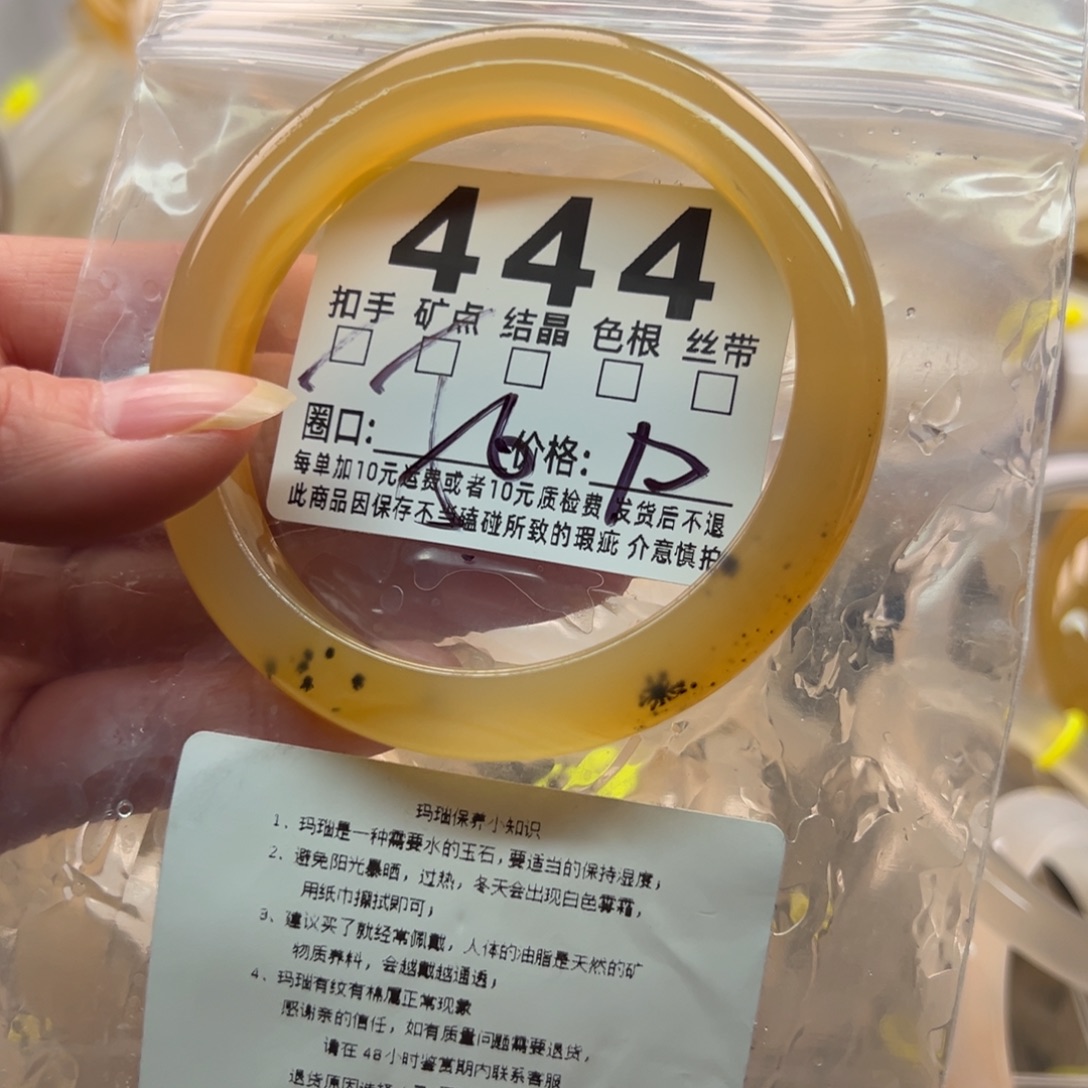 444
扣手 矿点 结晶 色根 丝带
圈口: 价格:
每单加10元运费或者10元质检费 发货后不退
此商品因保存不当磕碰所致的瑕疵 介意慎拍
玛瑙保养小知识
1、玛瑙是一种需要水的玉石,要适当的保持湿度;
2、避免阳光暴晒，过热，冬天会出现白色雾霜，
用纸巾擦拭即可;
3、建议买了就经常佩戴，人体的油脂是天然的矿
物质养料，会越戴越通透;
4、玛瑙有纹有棉属正常现象
感谢亲的信任，如有质量问题需要退货，
请在48小时鉴赏期内联系客服